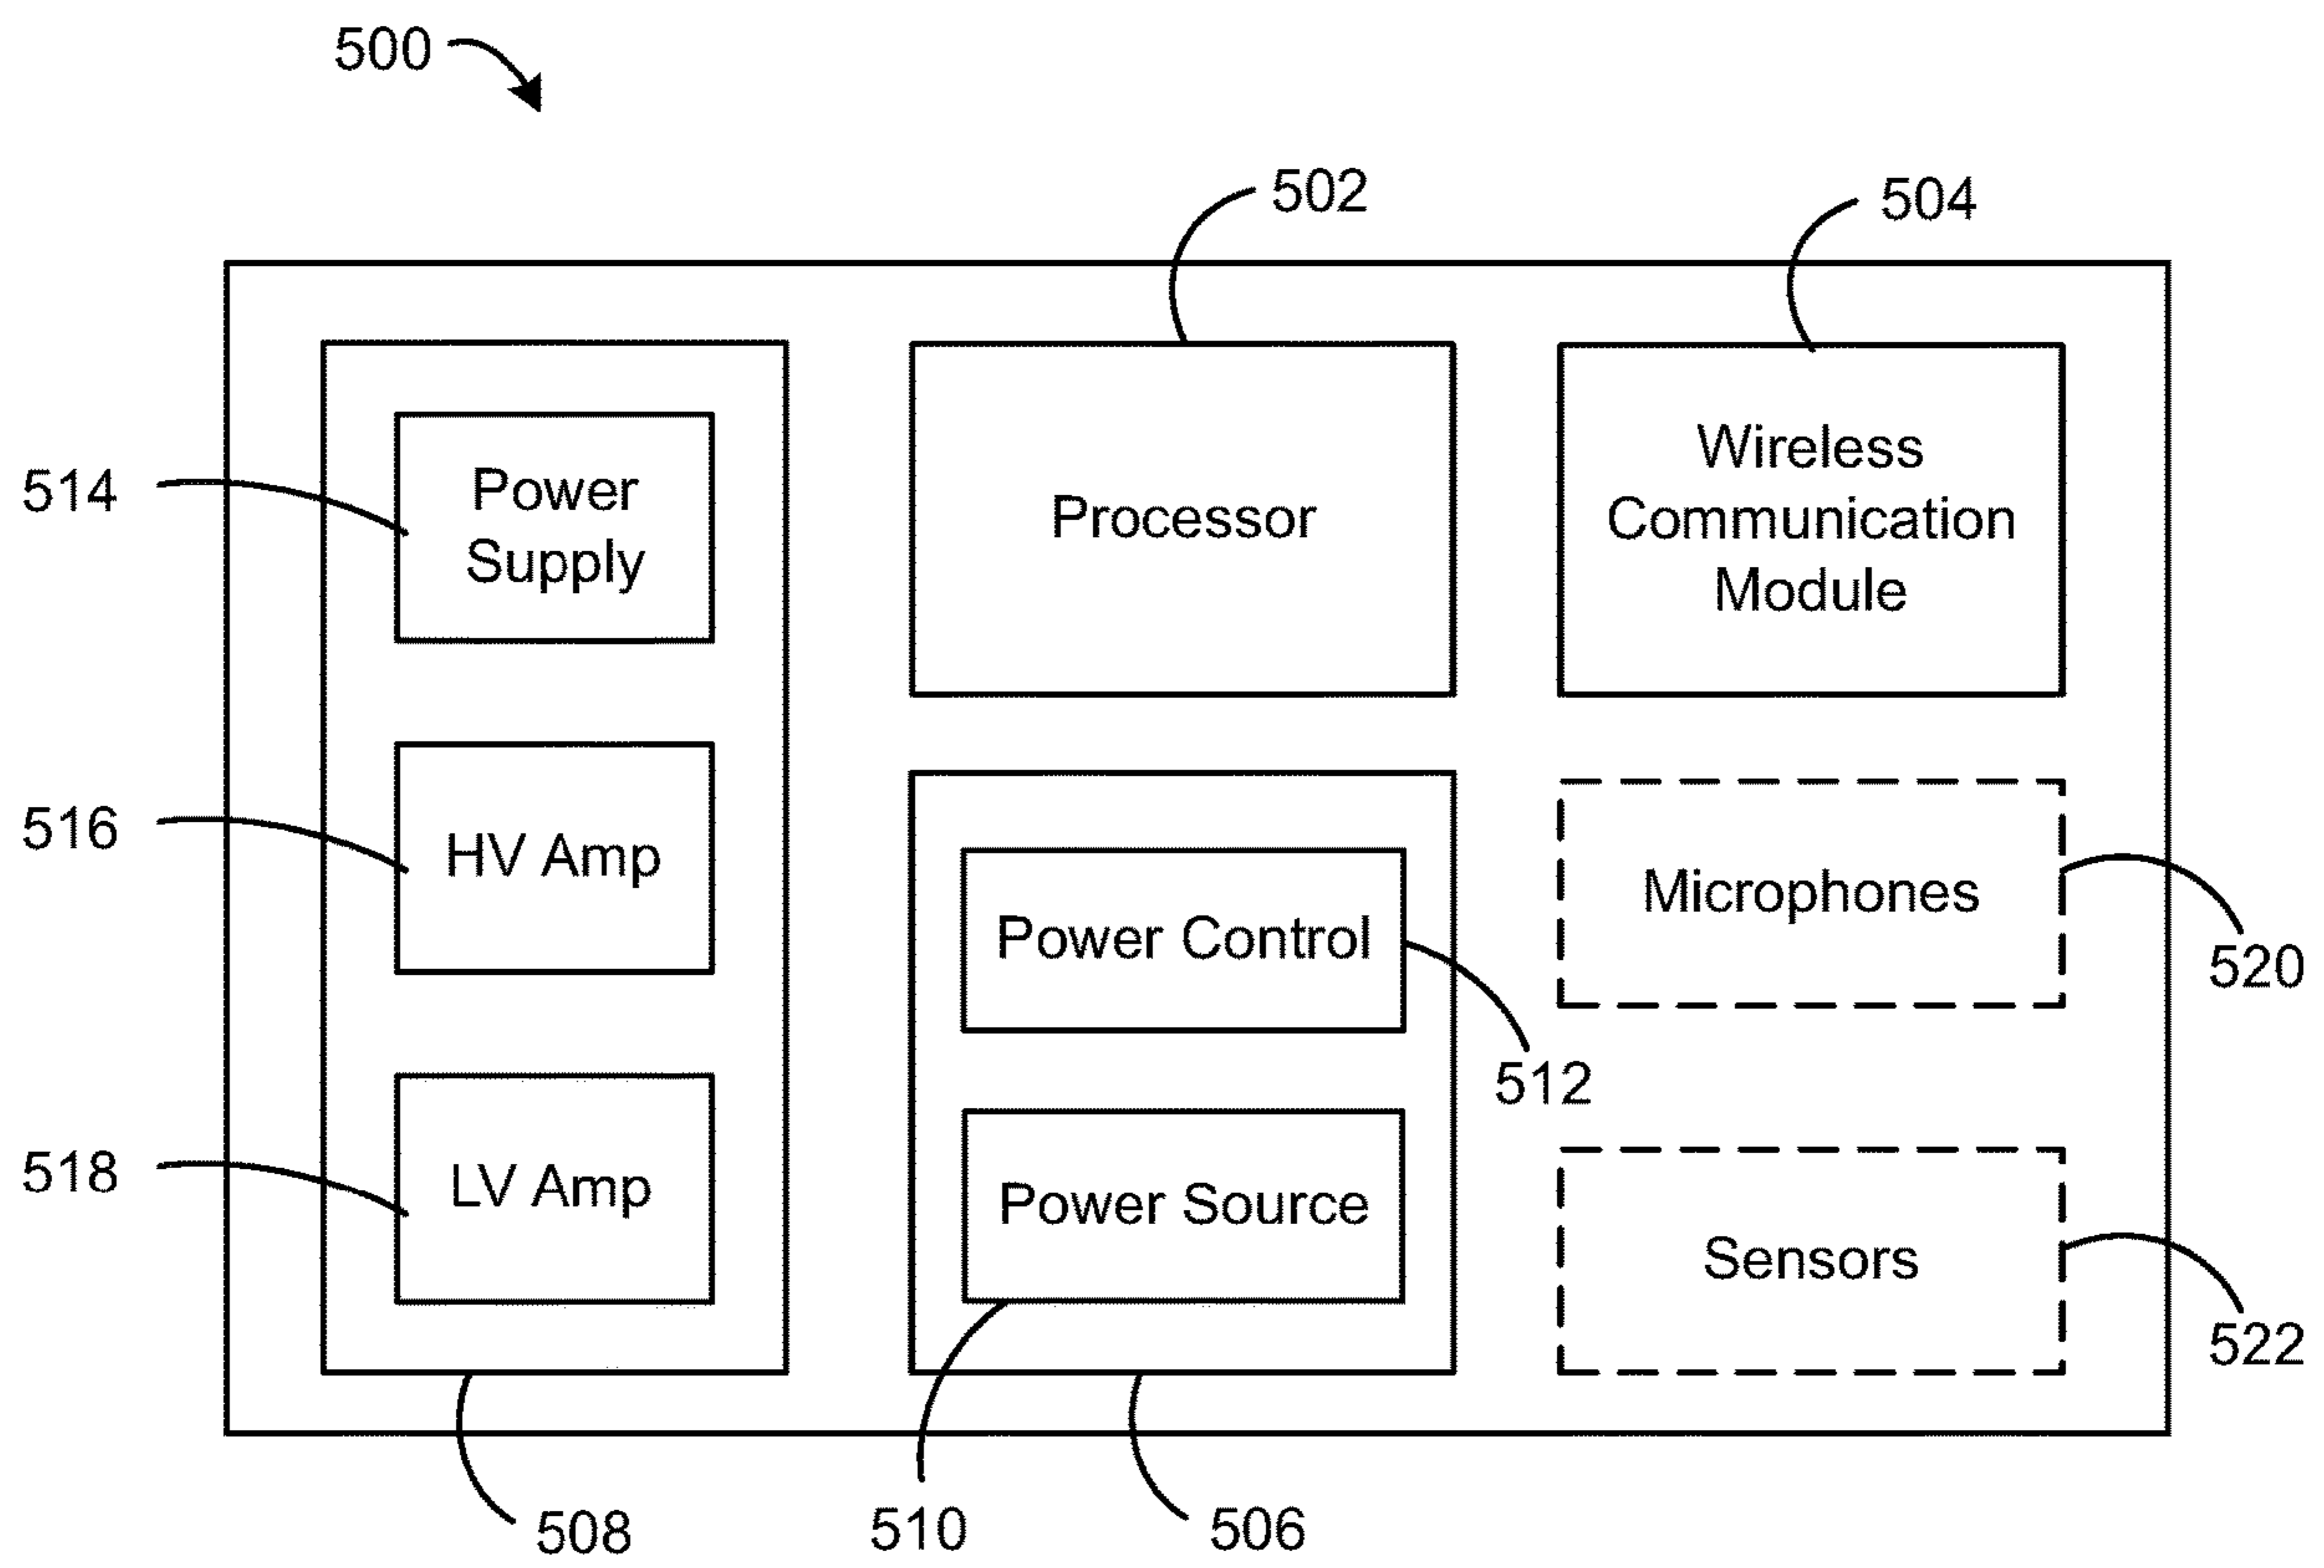 500
502
504
514
Power
Supply
Processor
Wireless
Communication
Module
516
HV Amp
Power Control
Microphones
520
512
518
LV Amp
Power Source
Sensors
522
508
510
506